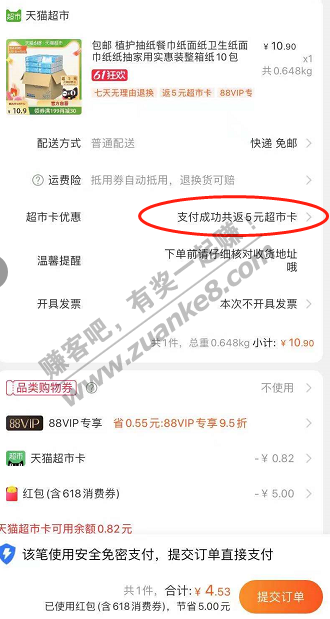 超市 天猫超市
包邮 植护抽纸餐巾纸面纸卫生纸面巾纸纸抽家用实惠装整箱纸10包
¥10.90
x1
共0.648kg
61狂欢
七天无理由退换 返5元超市卡 88VIP专
配送方式 普通配送 快递 免邮
运费险 抵用券自动抵用，退换货可赔
超市卡优惠 支付成功共返5元超市卡
温馨提醒 下单前请仔细核对收货地址哦
开具发票 本次不开具发票
共1件，总重0.648kg 小计: ¥10.90
品类购物券 不使用
88VIP 88VIP专享 省0.55元:88VIP专享9.5折
超市 天猫超市卡 -¥0.82
红包(含618消费券) -¥5.00
天猫超市卡可用余额0.82元
该笔使用安全免密支付，提交订单直接支付
共1件， 合计: ¥4.53
已使用红包(含618消费券)，节省5.00元
提交订单
赚客吧，有奖一起赚！
www.zuanke8.com